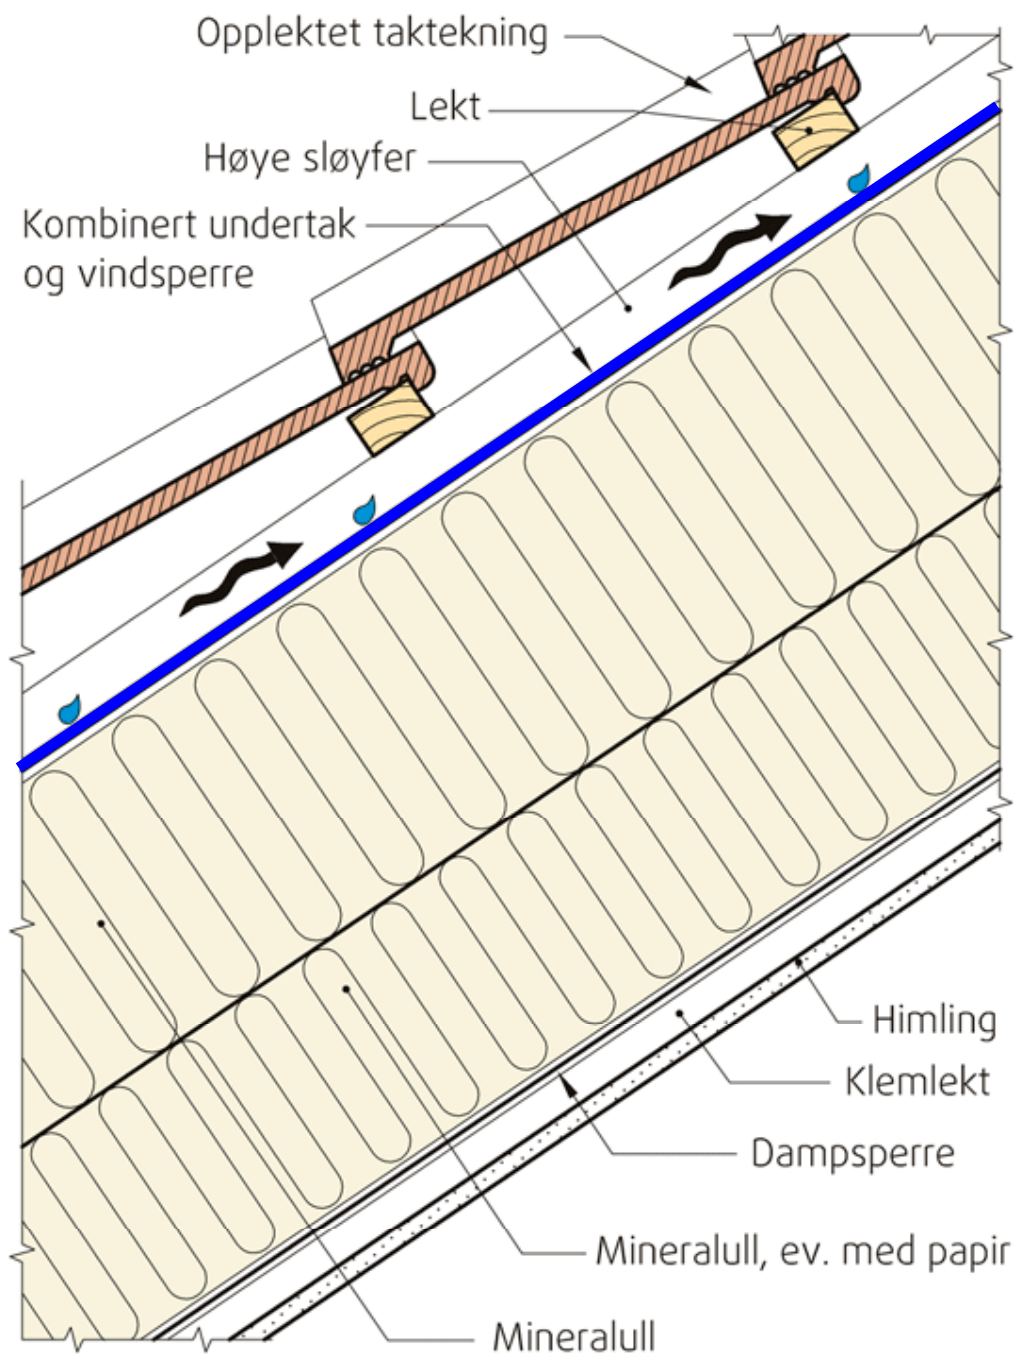 Opplektet taktekning
Lekt
Høye sløyfer
Kombinert undertak
og vindsperre
Himling
Klemlekt
Dampsperre
Mineralull, ev. med papir
Mineralull